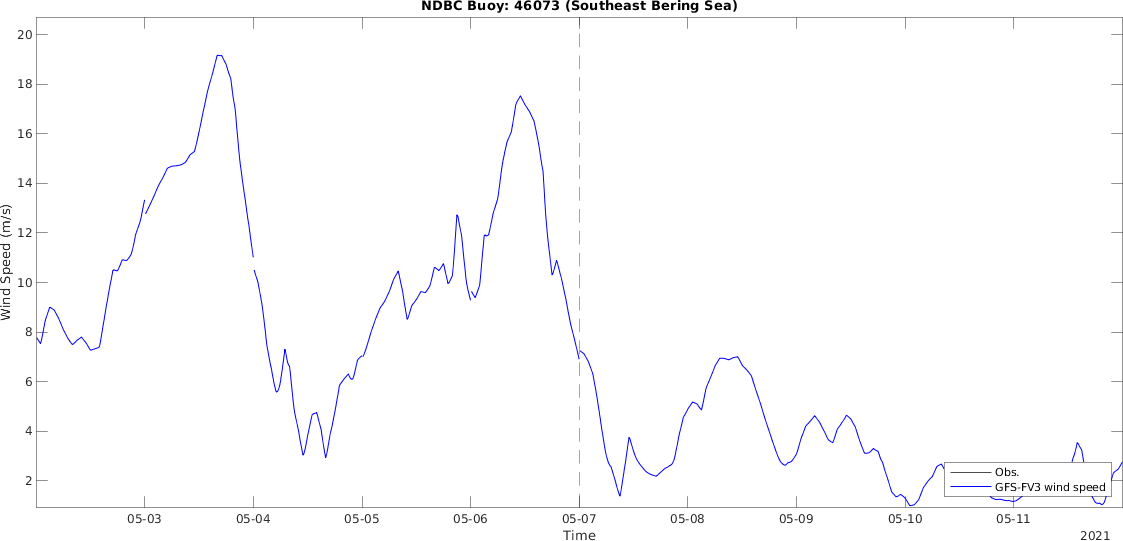 NDBC Buoy: 46073 (Southeast Bering Sea)
20
18
16
14
12
10
8
6
4
2
Wind Speed (m/s)
Obs.
GFS-FV3 wind speed
05-03 05-04 05-05 05-06 05-07 05-08 05-09 05-10 05-11
Time
2021